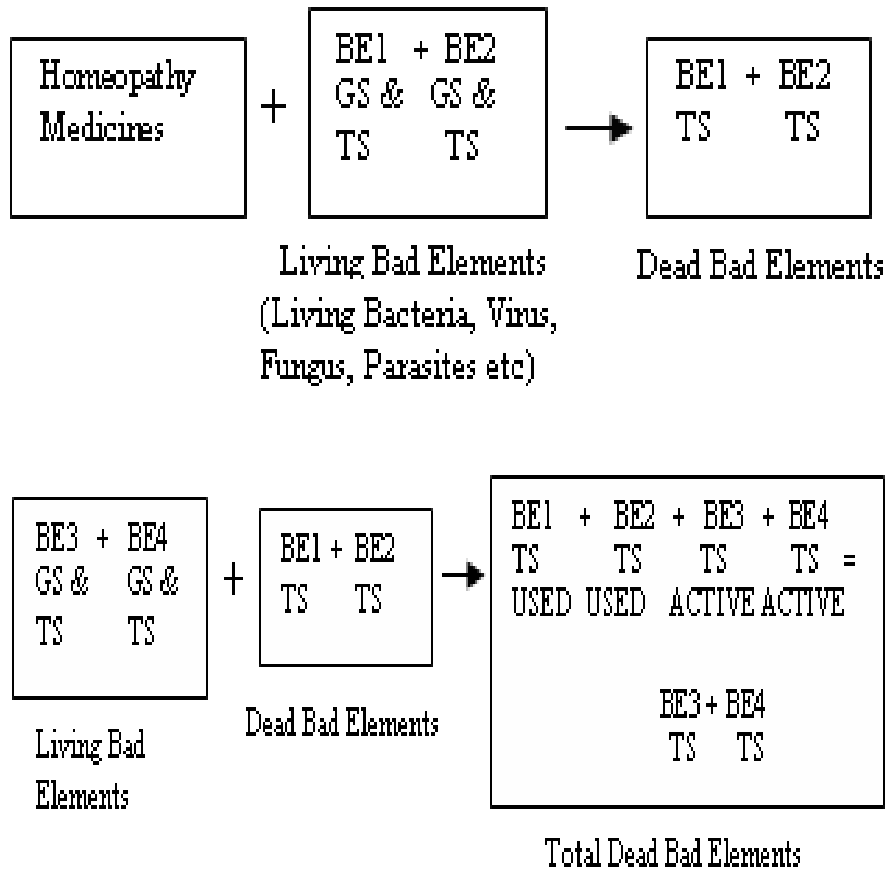 Homeopathy
Medicines
+
BE1 + BE2
GS & GS &
TS TS
BE1 + BE2
TS TS
Living Bad Elements
(Living Bacteria, Virus,
Fungus, Parasites etc)
Dead Bad Elements
BE3 + BE4
GS & GS &
TS TS
+
BE1 + BE2
TS TS
BE1 + BE2 + BE3 + BE4
TS TS TS TS =
USED USED ACTIVE ACTIVE
BE3 + BE4
TS TS
Living Bad
Elements
Dead Bad Elements
Total Dead Bad Elements